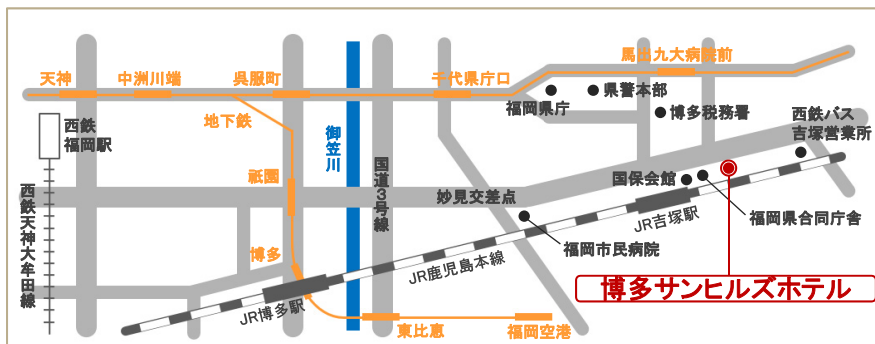 天神
中洲川端
呉服町
千代県庁口
馬出九大病院前
地下鉄
福岡県庁
県警本部
博多税務署
西鉄バス
吉塚営業所
西鉄
福岡駅
御笠川
国道3号線
祇園
妙見交差点
国保会館
福岡県合同庁舎
JR吉塚駅
福岡市民病院
西鉄天神大牟田線
博多
JR鹿児島本線
JR博多駅
博多サンヒルズホテル
東比恵
福岡空港